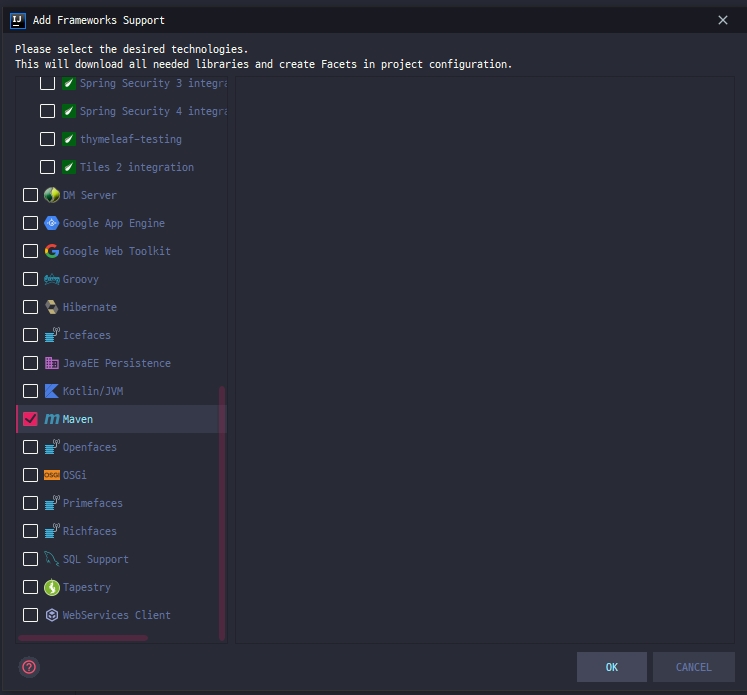 IJ Add Frameworks Support
Please select the desired technologies.
This will download all needed libraries and create Facets in project configuration.
Spring Security 3 integra
Spring Security 4 integra
thymeleaf-testing
Tiles 2 integration
DM Server
Google App Engine
G Google Web Toolkit
Groovy
Hibernate
Icefaces
JavaEE Persistence
Kotlin/JVM
m Maven
Openfaces
OSGi OSGi
Primefaces
Richfaces
SQL Support
Tapestry
WebServices Client
? OK CANCEL